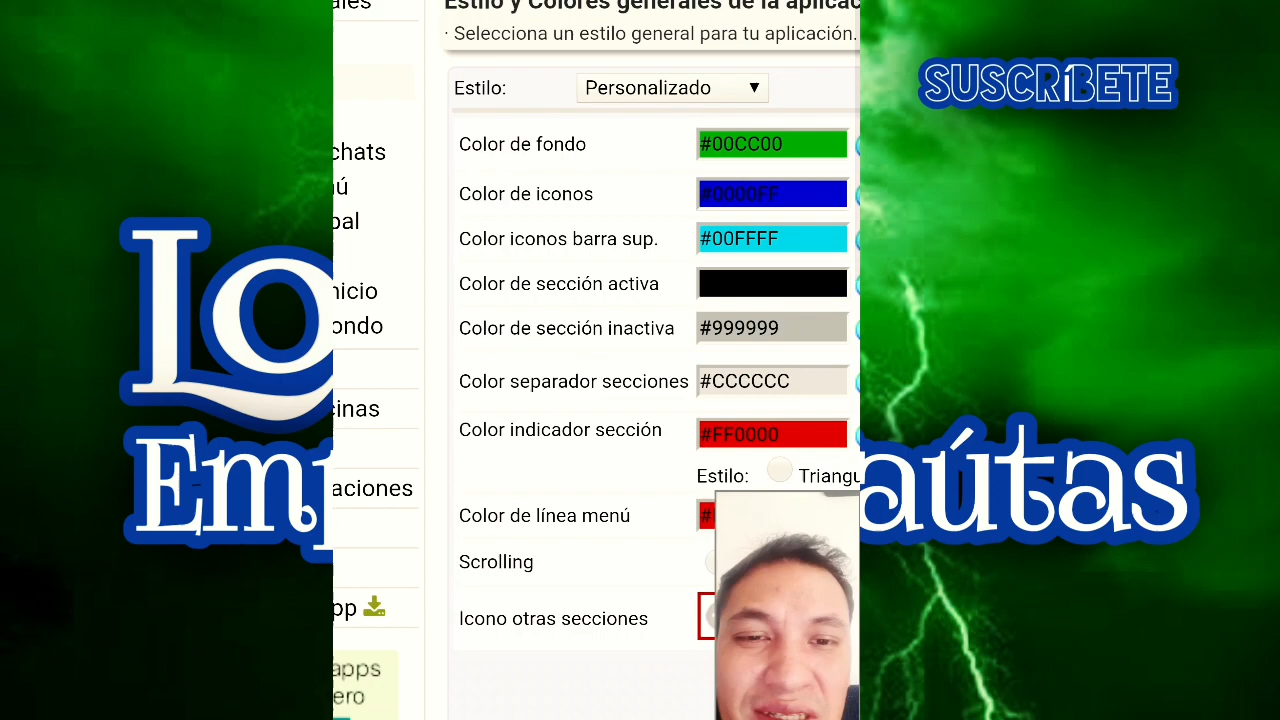 Estilo y Colores generales de la aplicac
· Selecciona un estilo general para tu aplicación.
SUSCRÍBETE
Estilo:
Personalizado
Color de fondo
#00CC00
chats
Color de iconos
#0000FF
nú
pal
Color iconos barra sup.
#00FFFF
Color de sección activa
nicio
ondo
Color de sección inactiva
#999999
Color separador secciones
#CCCCCC
cinas
Color indicador sección
#FF0000
Estilo:
Triangu
aciones
Color de línea menú
Scrolling
pp
Icono otras secciones
apps
ero
Lo
Emp
aútas